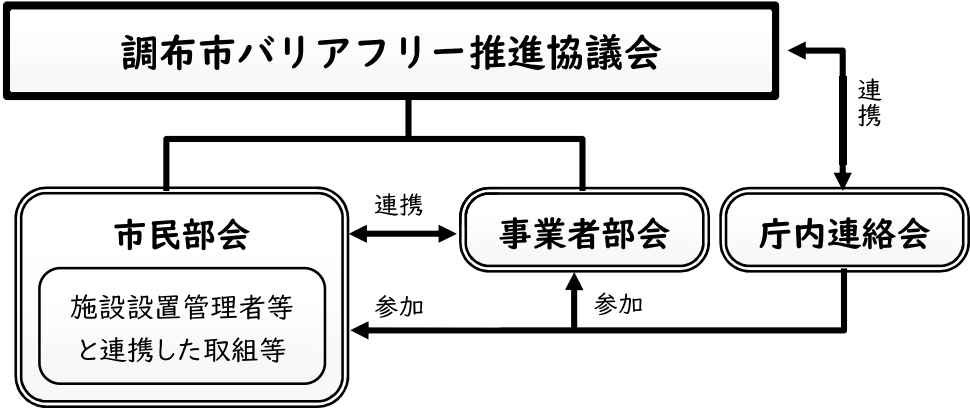 調布市バリアフリー推進協議会
連携
連携
市民部会
事業者部会
庁内連絡会
施設設置管理者等
と連携した取組等
参加
参加